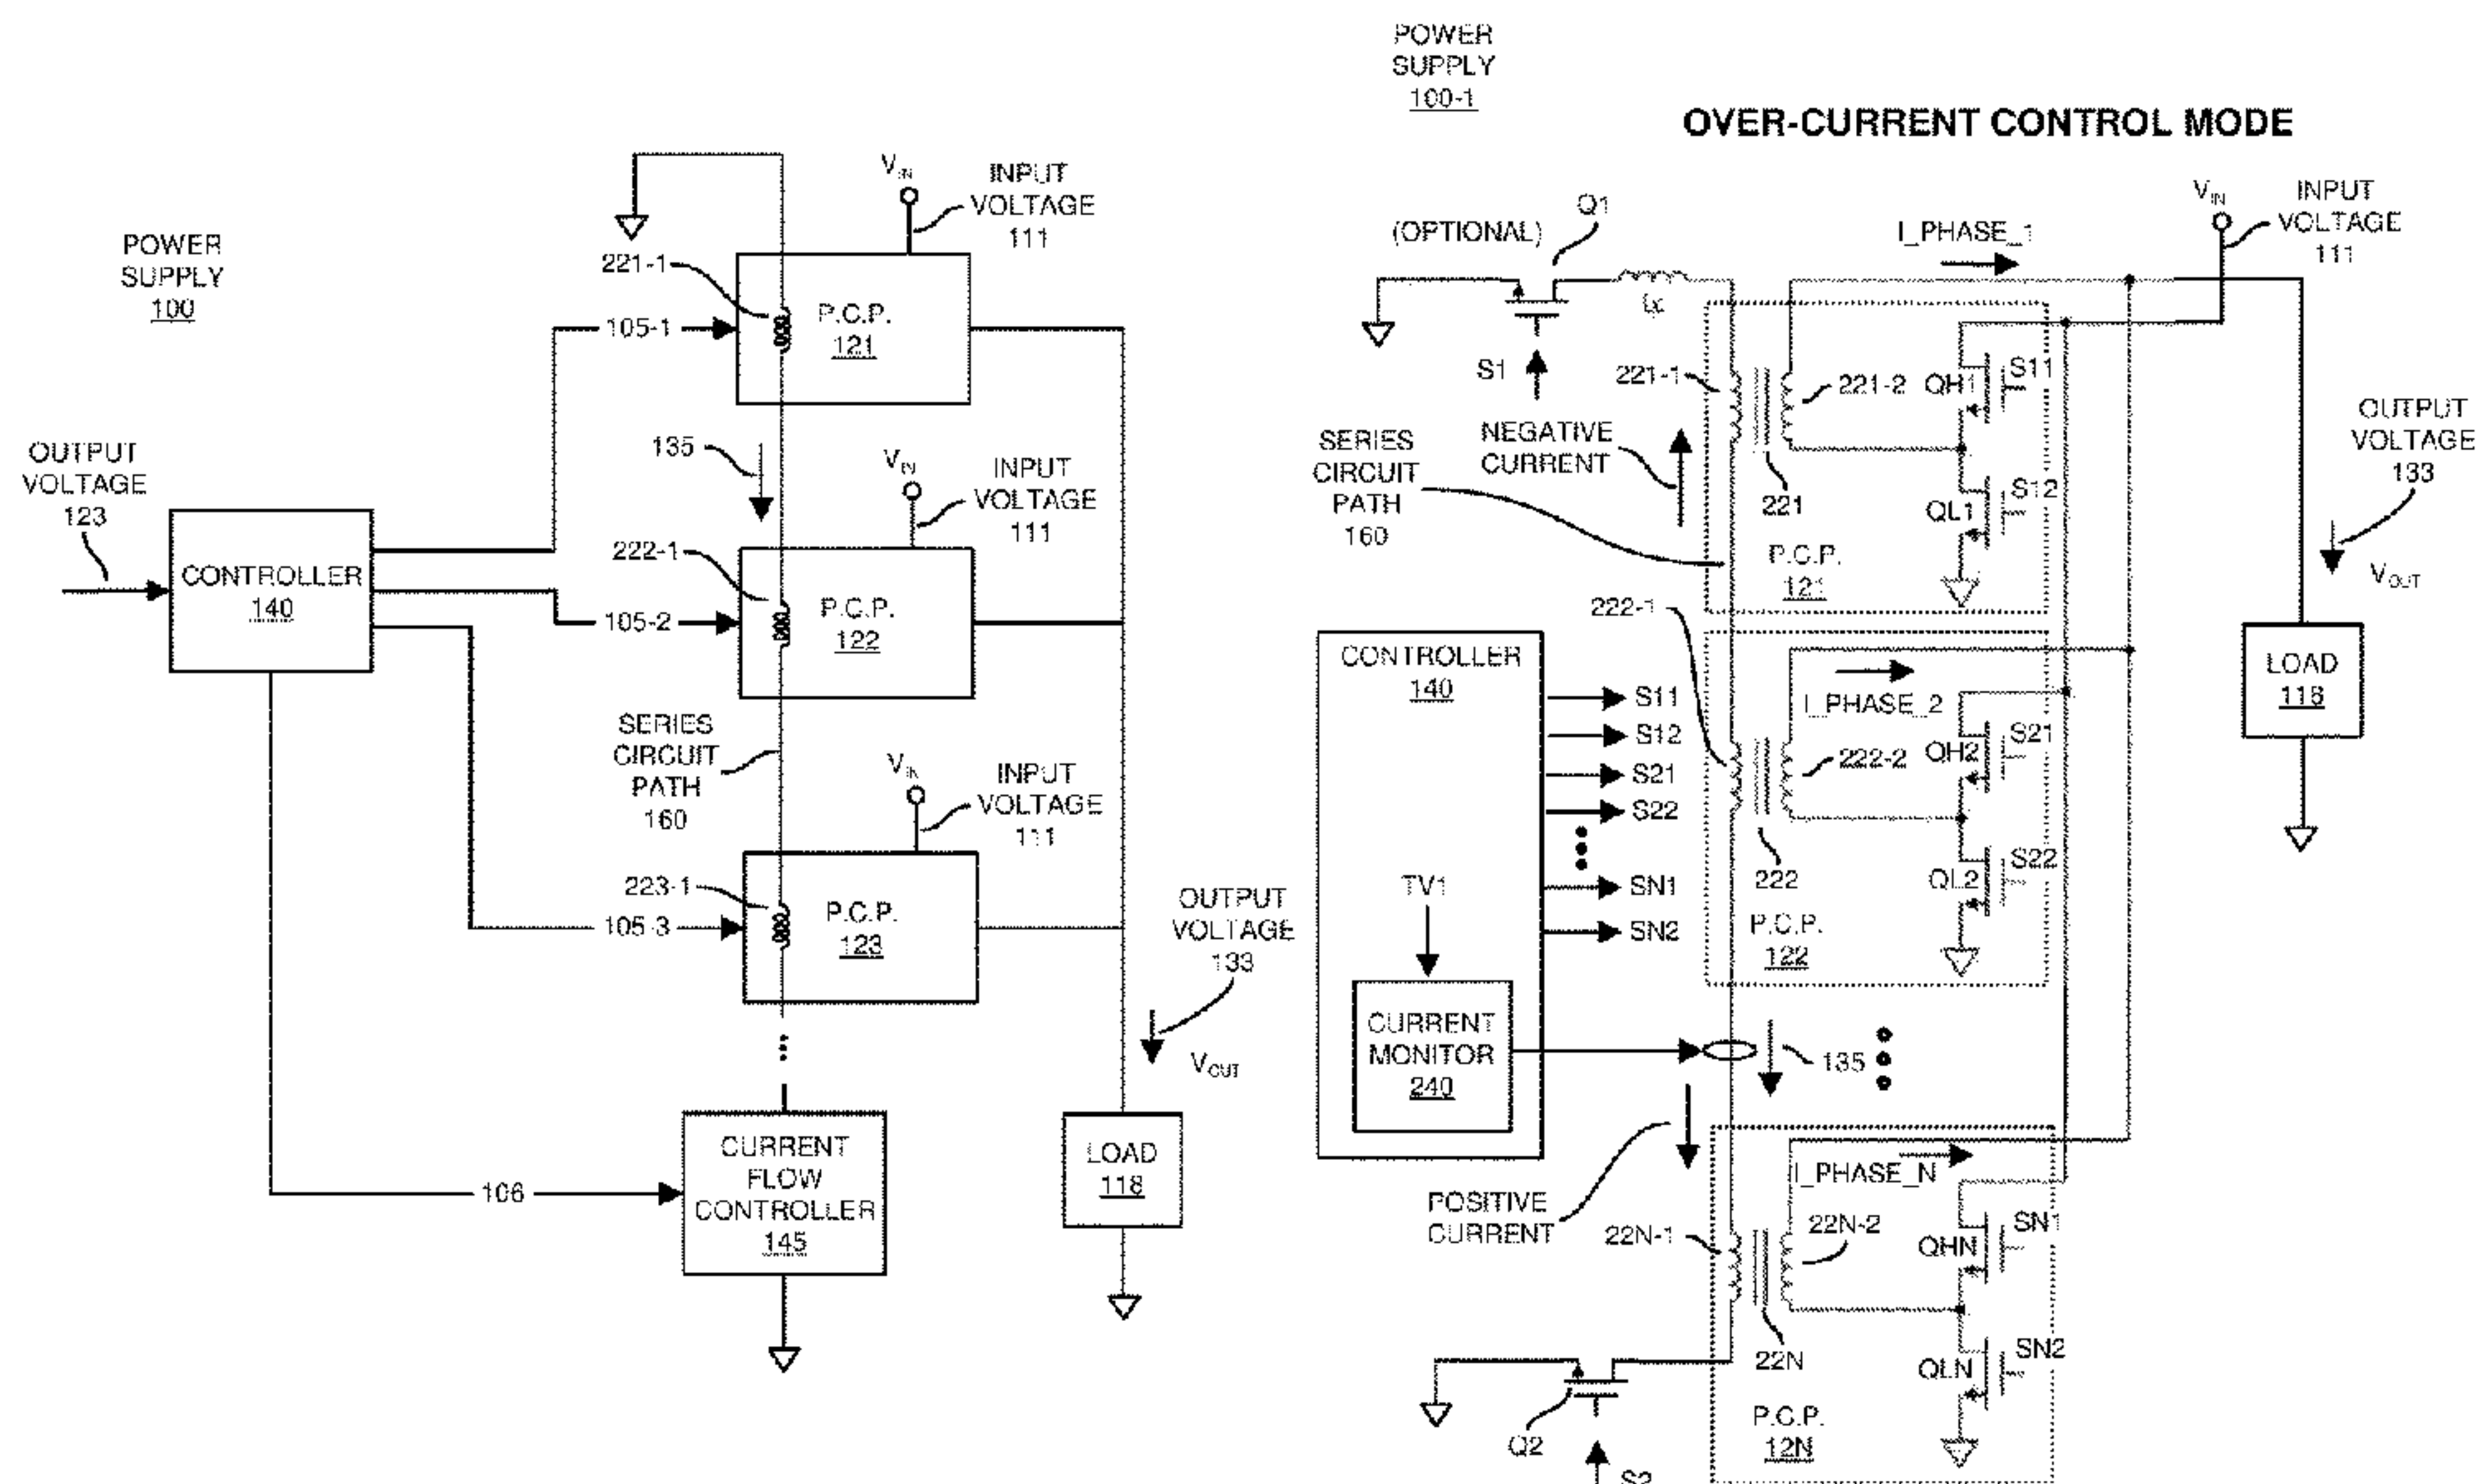 POWER
SUPPLY
100
OUTPUT
VOLTAGE
123
CONTROLLER
140
105-1
105-2
105-3
106
221-1
V_IN
INPUT
VOLTAGE
111
P.C.P.
121
135
222-1
V_IN
INPUT
VOLTAGE
111
P.C.P.
122
SERIES
CIRCUIT
PATH
160
V_IN
INPUT
VOLTAGE
111
223-1
P.C.P.
123
OUTPUT
VOLTAGE
133
V_OUT
CURRENT
FLOW
CONTROLLER
145
LOAD
118
POWER
SUPPLY
100-1
OVER-CURRENT CONTROL MODE
(OPTIONAL)
Q1
S1
I_PHASE_1
V_IN
INPUT
VOLTAGE
111
221-1
221-2
QH1
S11
221
QL1
S12
P.C.P.
121
OUTPUT
VOLTAGE
133
V_OUT
LOAD
118
SERIES
CIRCUIT
PATH
160
NEGATIVE
CURRENT
222-1
CONTROLLER
140
S11
S12
S21
S22
SN1
SN2
TV1
CURRENT
MONITOR
240
I_PHASE_2
222-2
QH2
S21
222
QL2
S22
P.C.P.
122
135
POSITIVE
CURRENT
I_PHASE_N
22N-1
22N-2
QHN
SN1
22N
QLN
SN2
P.C.P.
12N
Q2
S2